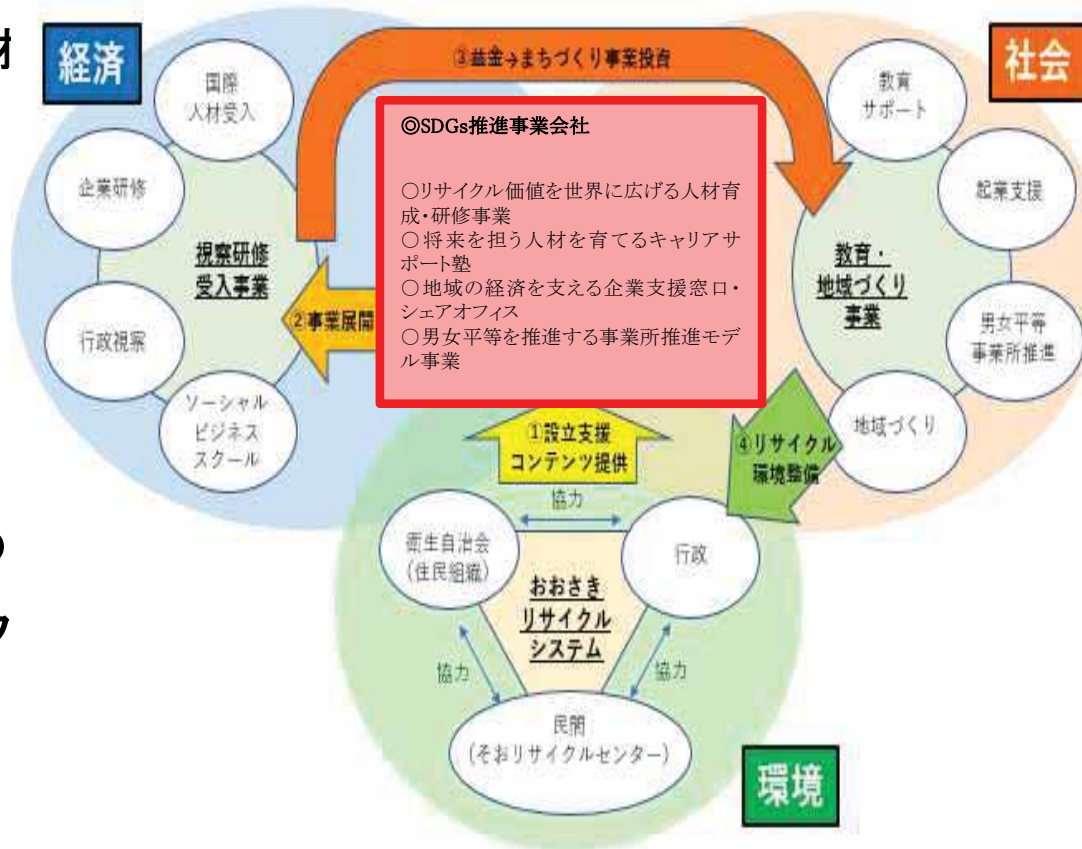 材
の
ク
経済
社会
③益金→まちづくり事業投資
国際
人材受入
企業研修
視察研修
受入事業
行政視察
ソーシャル
ビジネス
スクール
②事業展開
◎SDGs推進事業会社
○リサイクル価値を世界に広げる人材育
成・研修事業
○将来を担う人材を育てるキャリアサ
ポート塾
○地域の経済を支える企業支援窓口・
シェアオフィス
○男女平等を推進する事業所推進モデ
ル事業
教育
サポート
起業支援
教育・
地域づくり
事業
男女平等
事業所推進
地域づくり
①設立支援
コンテンツ提供
④リサイクル
環境整備
協力
衛生自治会
(住民組織)
行政
おおさき
リサイクル
システム
協力
協力
民間
(そおリサイクルセンター)
環境